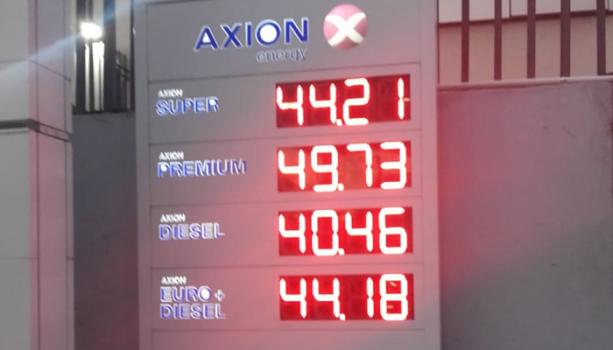 AXION
energy
AXION
SUPER 44.21
AXION
PREMIUM 49.73
AXION
DIESEL 40.46
AXION
EURO +
DIESEL 44.18